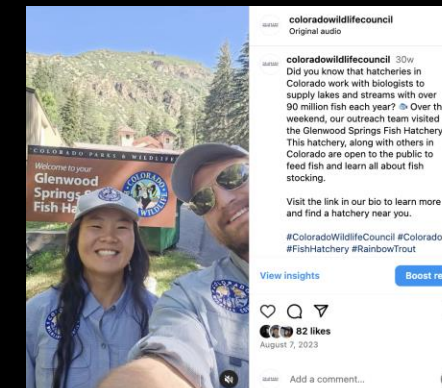 COLORADO PARKS & WILDLIFE
Welcome to your
Glenwood
Springs
Fish Ha
COLORADO
WILDLIFE
coloradowildlifecouncil
Original audio
coloradowildlifecouncil 30w
Did you know that hatcheries in
Colorado work with biologists to
supply lakes and streams with over
90 million fish each year? 🐟 Over th
weekend, our outreach team visited
the Glenwood Springs Fish Hatchery
This hatchery, along with others in
Colorado are open to the public to
feed fish and learn all about fish
stocking.
Visit the link in our bio to learn more
and find a hatchery near you.
#ColoradoWildlifeCouncil #Colorado
#FishHatchery #RainbowTrout
View insights
Boost re
82 likes
August 7, 2023
Add a comment...